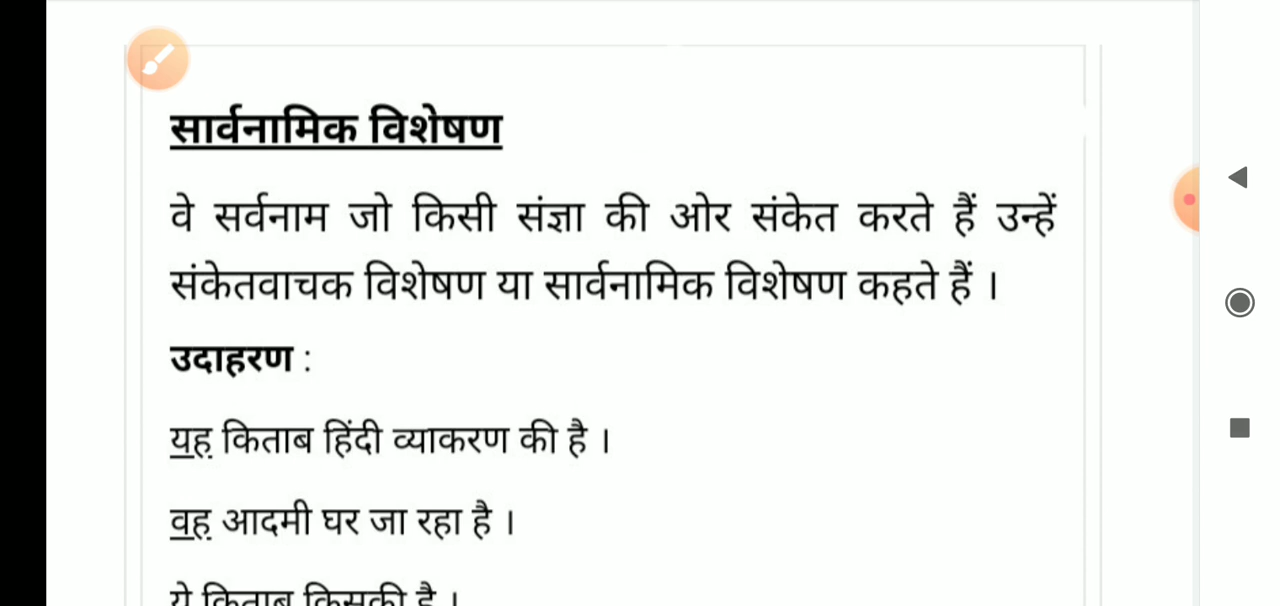 सार्वनामिक विशेषण
वे सर्वनाम जो किसी संज्ञा की ओर संकेत करते हैं उन्हें
संकेतवाचक विशेषण या सार्वनामिक विशेषण कहते हैं ।
उदाहरण :
यह किताब हिंदी व्याकरण की है ।
वह आदमी घर जा रहा है ।
ये किताब किसकी है ।